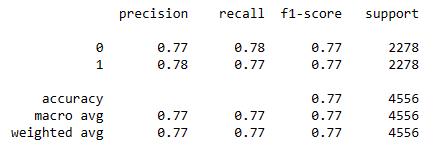 precision recall f1-score support
0 0.77 0.78 0.77 2278
1 0.78 0.77 0.77 2278
accuracy 0.77 4556
macro avg 0.77 0.77 0.77 4556
weighted avg 0.77 0.77 0.77 4556